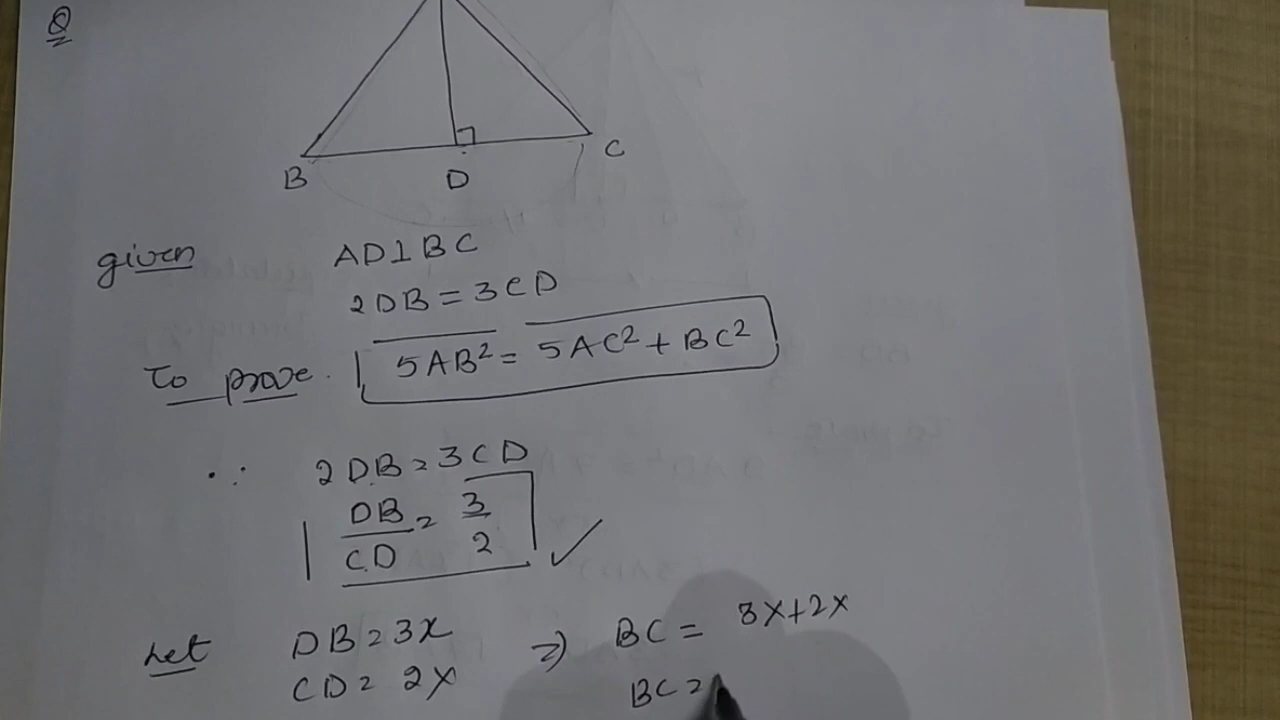 Q
B
D
C
given AD⊥BC
2DB=3CD
To prove. 5AB²= 5AC²+BC²
∵ 2DB=3CD
DB/CD = 3/2 ✓
Let DB=3x ⇒ BC= 3x+2x
CD= 2x BC=